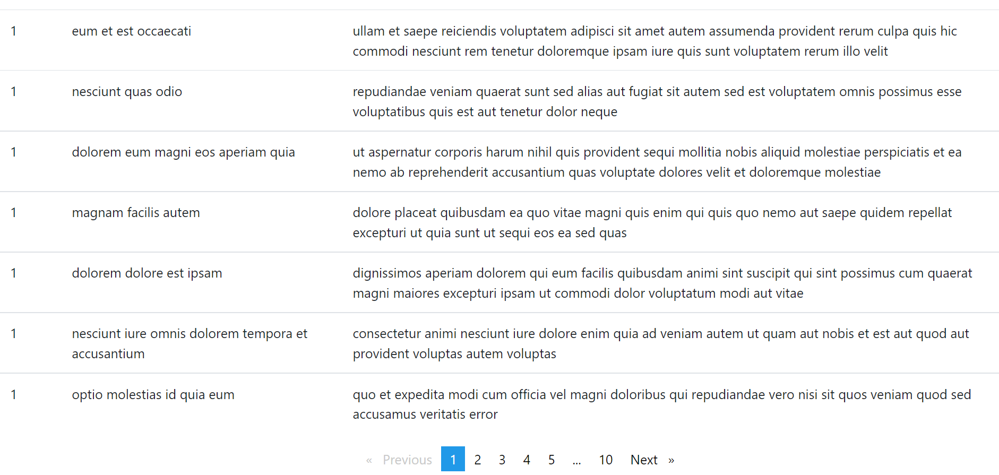 1 eum et est occaecati ullam et saepe reiciendis voluptatem adipisci sit amet autem assumenda provident rerum culpa quis hic
commodi nesciunt rem tenetur doloremque ipsam iure quis sunt voluptatem rerum illo velit
1 nesciunt quas odio repudiandae veniam quaerat sunt sed alias aut fugiat sit autem sed est voluptatem omnis possimus esse
voluptatibus quis est aut tenetur dolor neque
1 dolorem eum magni eos aperiam quia ut aspernatur corporis harum nihil quis provident sequi mollitia nobis aliquid molestiae perspiciatis et ea
nemo ab reprehenderit accusantium quas voluptate dolores velit et doloremque molestiae
1 magnam facilis autem dolore placeat quibusdam ea quo vitae magni quis enim qui quis quo nemo aut saepe quidem repellat
excepturi ut quia sunt ut sequi eos ea sed quas
1 dolorem dolore est ipsam dignissimos aperiam dolorem qui eum facilis quibusdam animi sint suscipit qui sint possimus cum quaerat
magni maiores excepturi ipsam ut commodi dolor voluptatum modi aut vitae
1 nesciunt iure omnis dolorem tempora et consectetur animi nesciunt iure dolore enim quia ad veniam autem ut quam aut nobis et est aut quod aut
accusantium provident voluptas autem voluptas
1 optio molestias id quia eum quo et expedita modi cum officia vel magni doloribus qui repudiandae vero nisi sit quos veniam quod sed
accusamus veritatis error
« Previous 1 2 3 4 5 ... 10 Next »